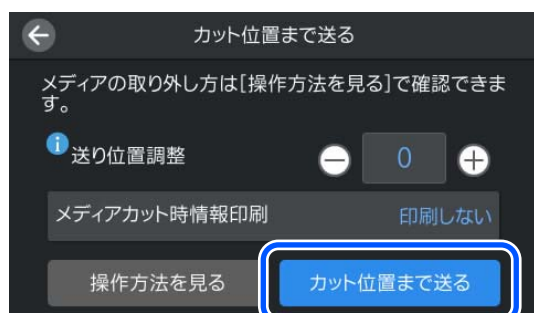 カット位置まで送る
メディアの取り外し方は[操作方法を見る]で確認できま
す。
送り位置調整 0
メディアカット時情報印刷 印刷しない
操作方法を見る カット位置まで送る